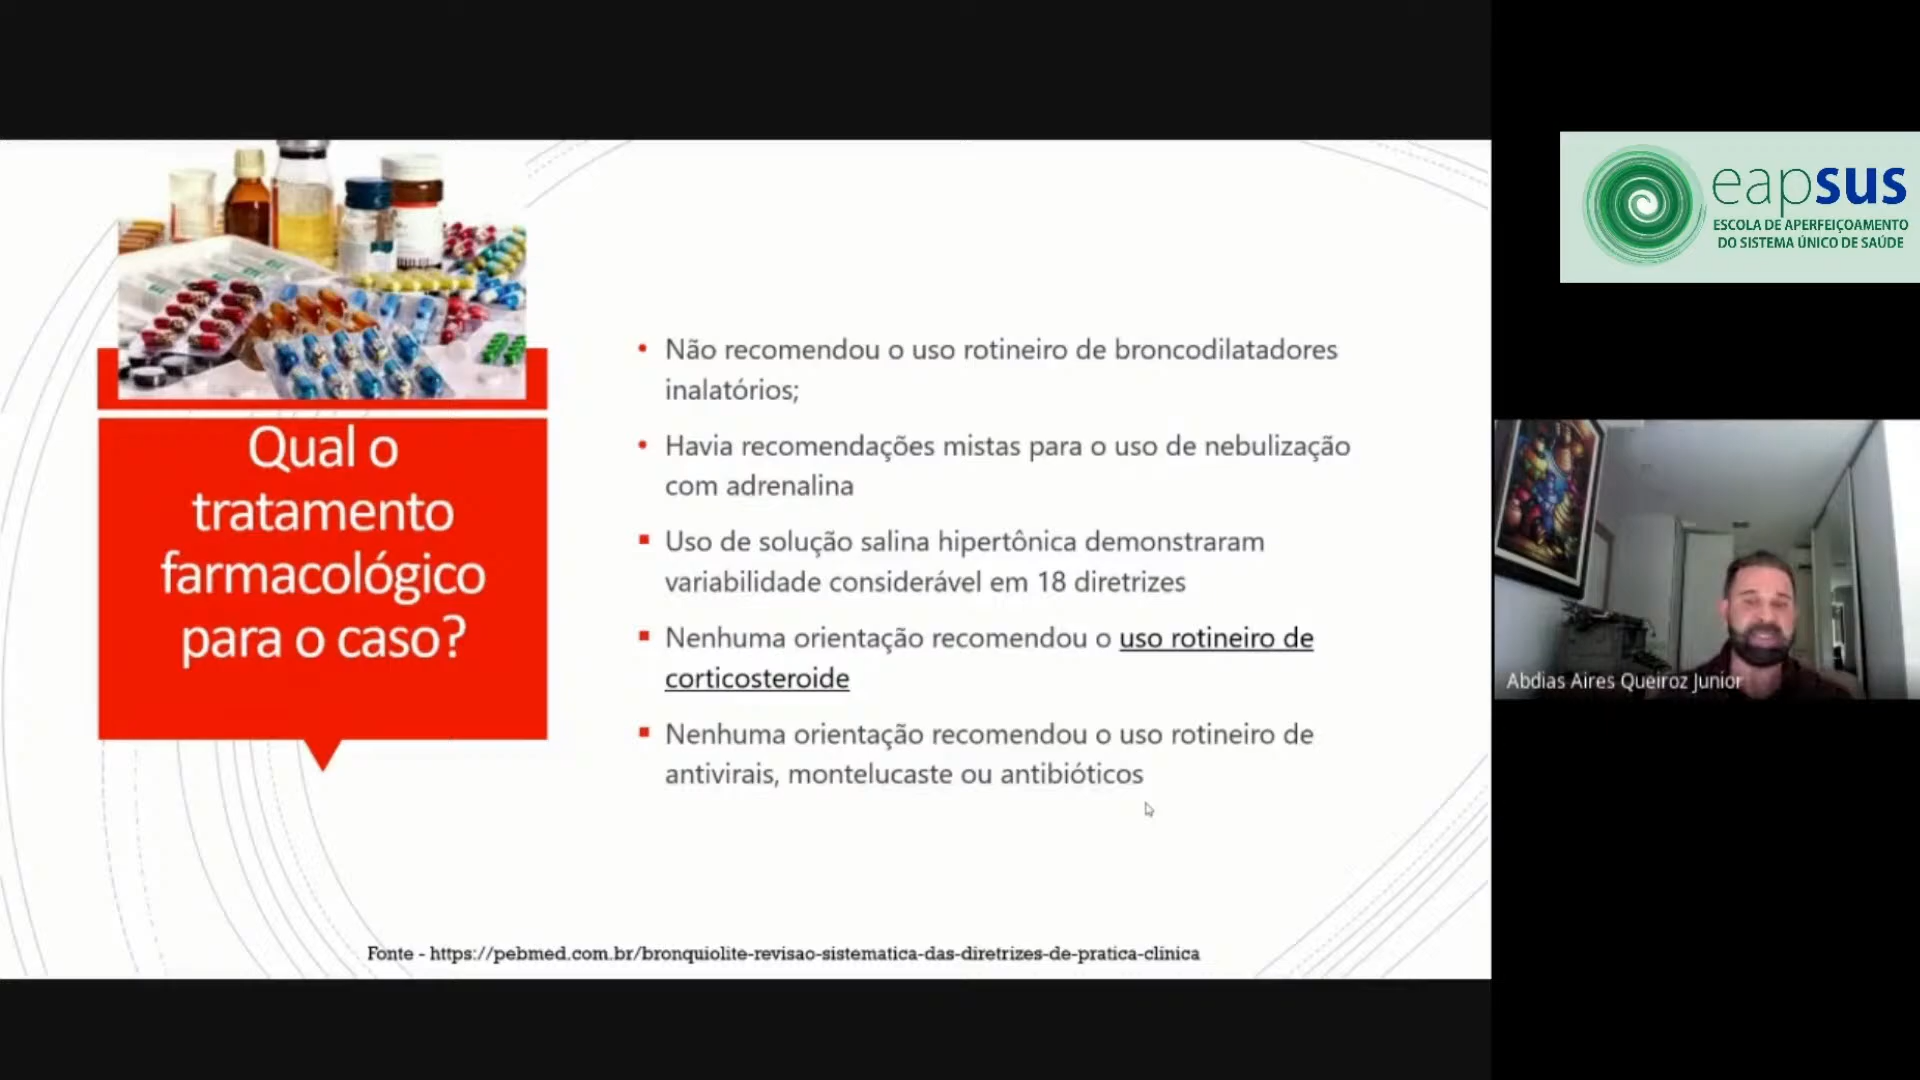 Qual o
tratamento
farmacológico
para o caso?
• Não recomendou o uso rotineiro de broncodilatadores
inalatórios;
• Havia recomendações mistas para o uso de nebulização
com adrenalina
▪ Uso de solução salina hipertônica demonstraram
variabilidade considerável em 18 diretrizes
▪ Nenhuma orientação recomendou o uso rotineiro de
corticosteroide
▪ Nenhuma orientação recomendou o uso rotineiro de
antivirais, montelucaste ou antibióticos
Fonte - https://pebmed.com.br/bronquiolite-revisao-sistematica-das-diretrizes-de-pratica-clinica
eapsus
ESCOLA DE APERFEIÇOAMENTO
DO SISTEMA ÚNICO DE SAÚDE
Abdias Aires Queiroz Junior